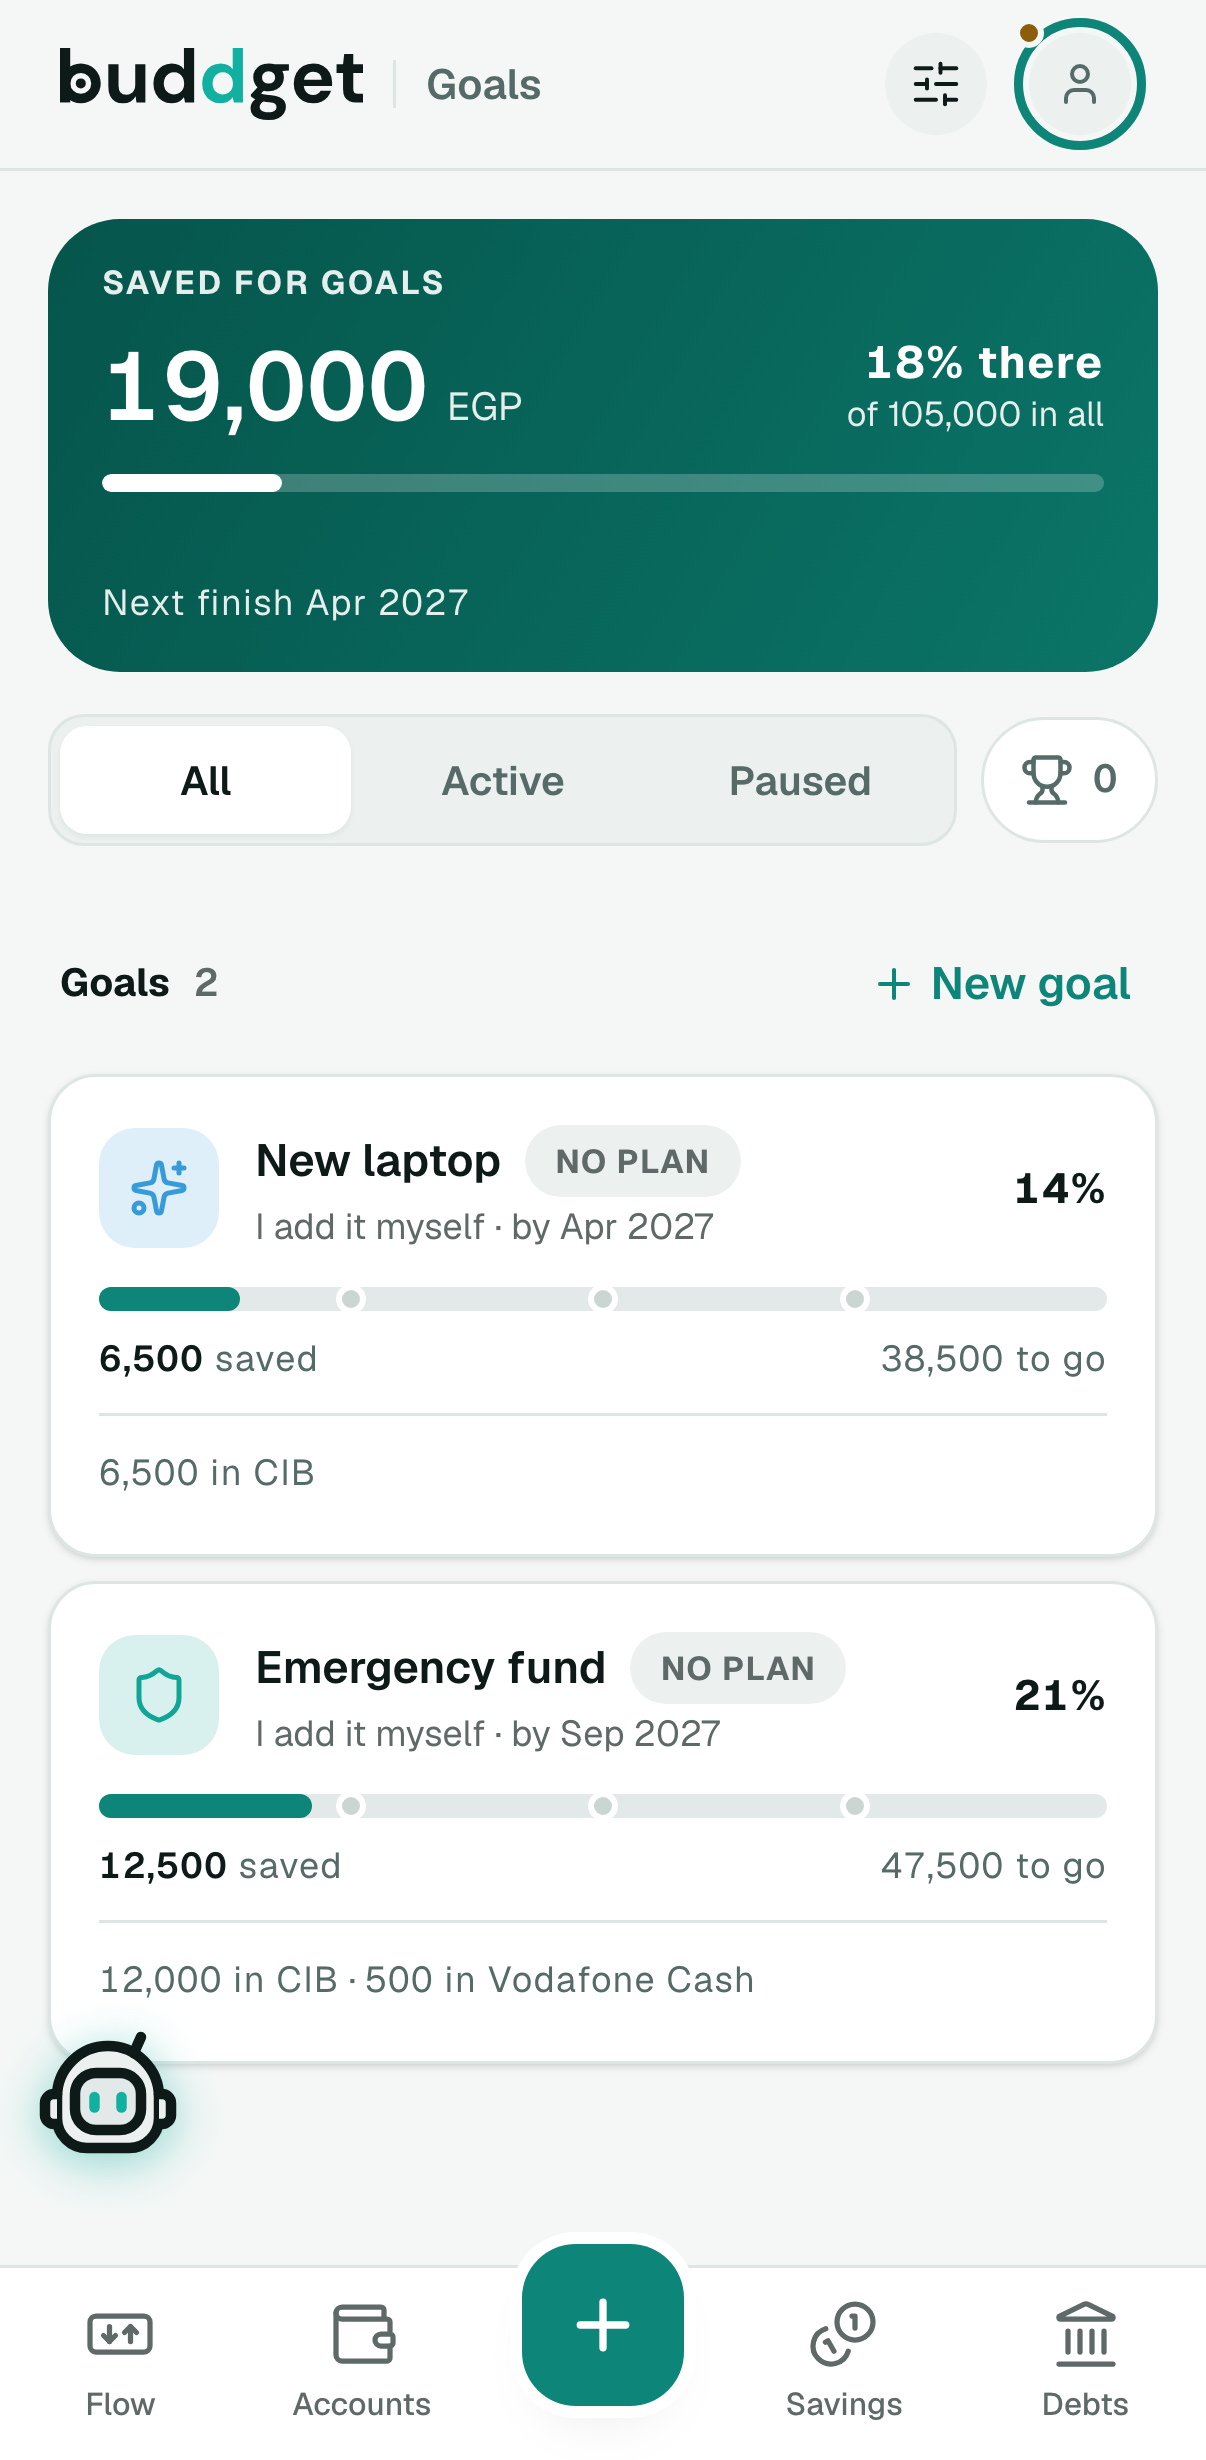 buddget
Goals
SAVED FOR GOALS
19,000 EGP
18% there
of 105,000 in all
Next finish Apr 2027
All
Active
Paused
0
Goals 2
+ New goal
New laptop
NO PLAN
I add it myself · by Apr 2027
14%
6,500 saved
38,500 to go
6,500 in CIB
Emergency fund
NO PLAN
I add it myself · by Sep 2027
21%
12,500 saved
47,500 to go
12,000 in CIB · 500 in Vodafone Cash
Flow
Accounts
Savings
Debts